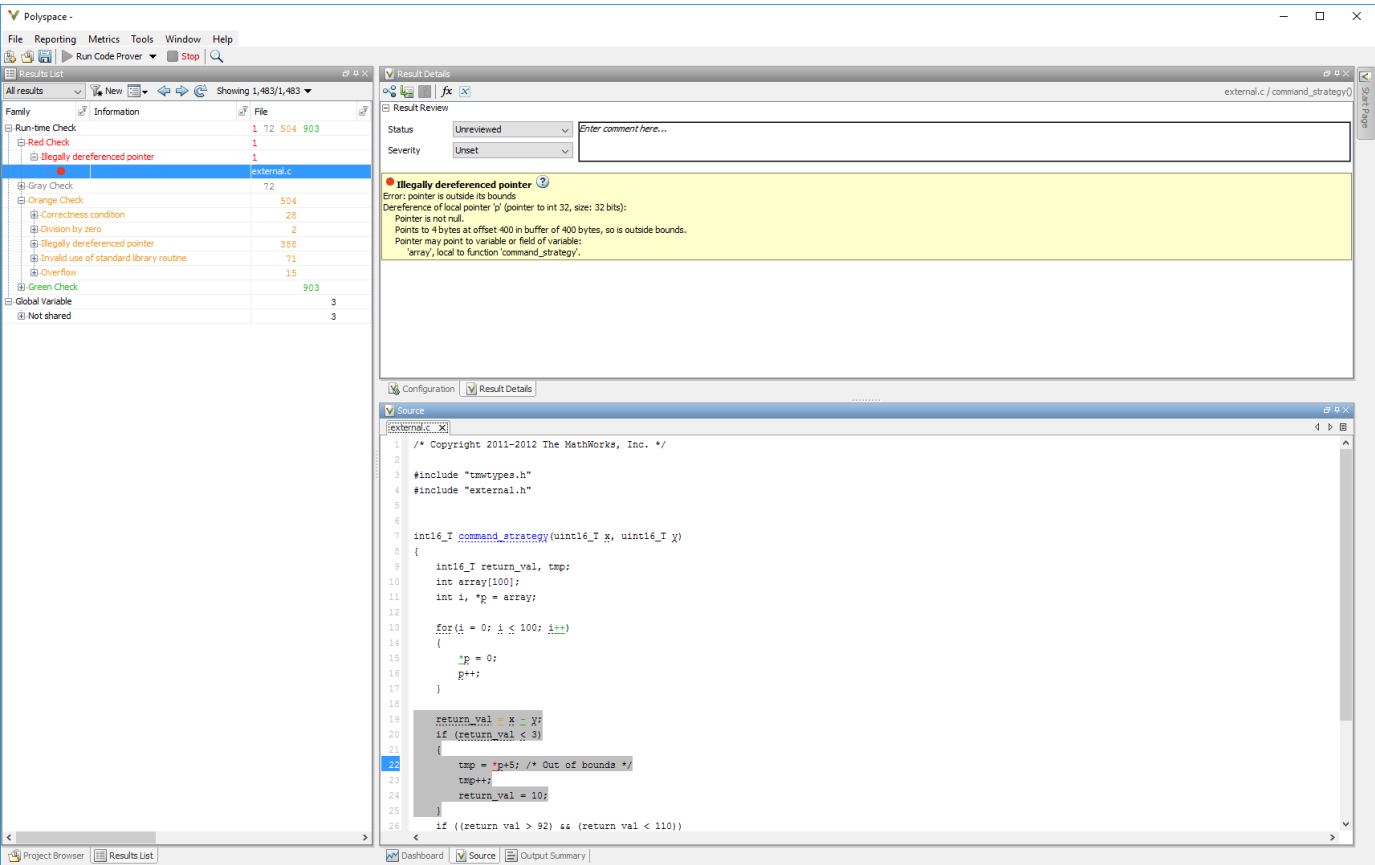 Polyspace -
File Reporting Metrics Tools Window Help
Run Code Prover Stop
Results List
All results New Showing 1,483/1,483
Family Information File
Run-time Check 1 72 504 903
Red Check 1
Illegally dereferenced pointer 1
external.c
Gray Check 72
Orange Check 504
Correctness condition 28
Division by zero 2
Illegally dereferenced pointer 388
Invalid use of standard library routine 71
Overflow 15
Green Check 903
Global Variable 3
Not shared 3
Project Browser Results List
Result Details
fx x external.c / command_strategy()
Result Review
Status Unreviewed Enter comment here...
Severity Unset
Illegally dereferenced pointer ?
Error: pointer is outside its bounds
Dereference of local pointer 'p' (pointer to int 32, size: 32 bits):
Pointer is not null.
Points to 4 bytes at offset 400 in buffer of 400 bytes, so is outside bounds.
Pointer may point to variable or field of variable:
'array', local to function 'command_strategy'.
Configuration Result Details
Source
external.c X
1 /* Copyright 2011-2012 The MathWorks, Inc. */
2
3 #include "tmwtypes.h"
4 #include "external.h"
5
6
7 int16_T command_strategy(uint16_T x, uint16_T y)
8 {
9 int16_T return_val, tmp;
10 int array[100];
11 int i, *p = array;
12
13 for(i = 0; i < 100; i++)
14 {
15 *p = 0;
16 p++;
17 }
18
19 return_val = x - y;
20 if (return_val < 3)
21 {
22 tmp = *p+5; /* Out of bounds */
23 tmp++;
24 return_val = 10;
25 }
26 if ((return_val > 92) && (return_val < 110))
Dashboard Source Output Summary
Start Page